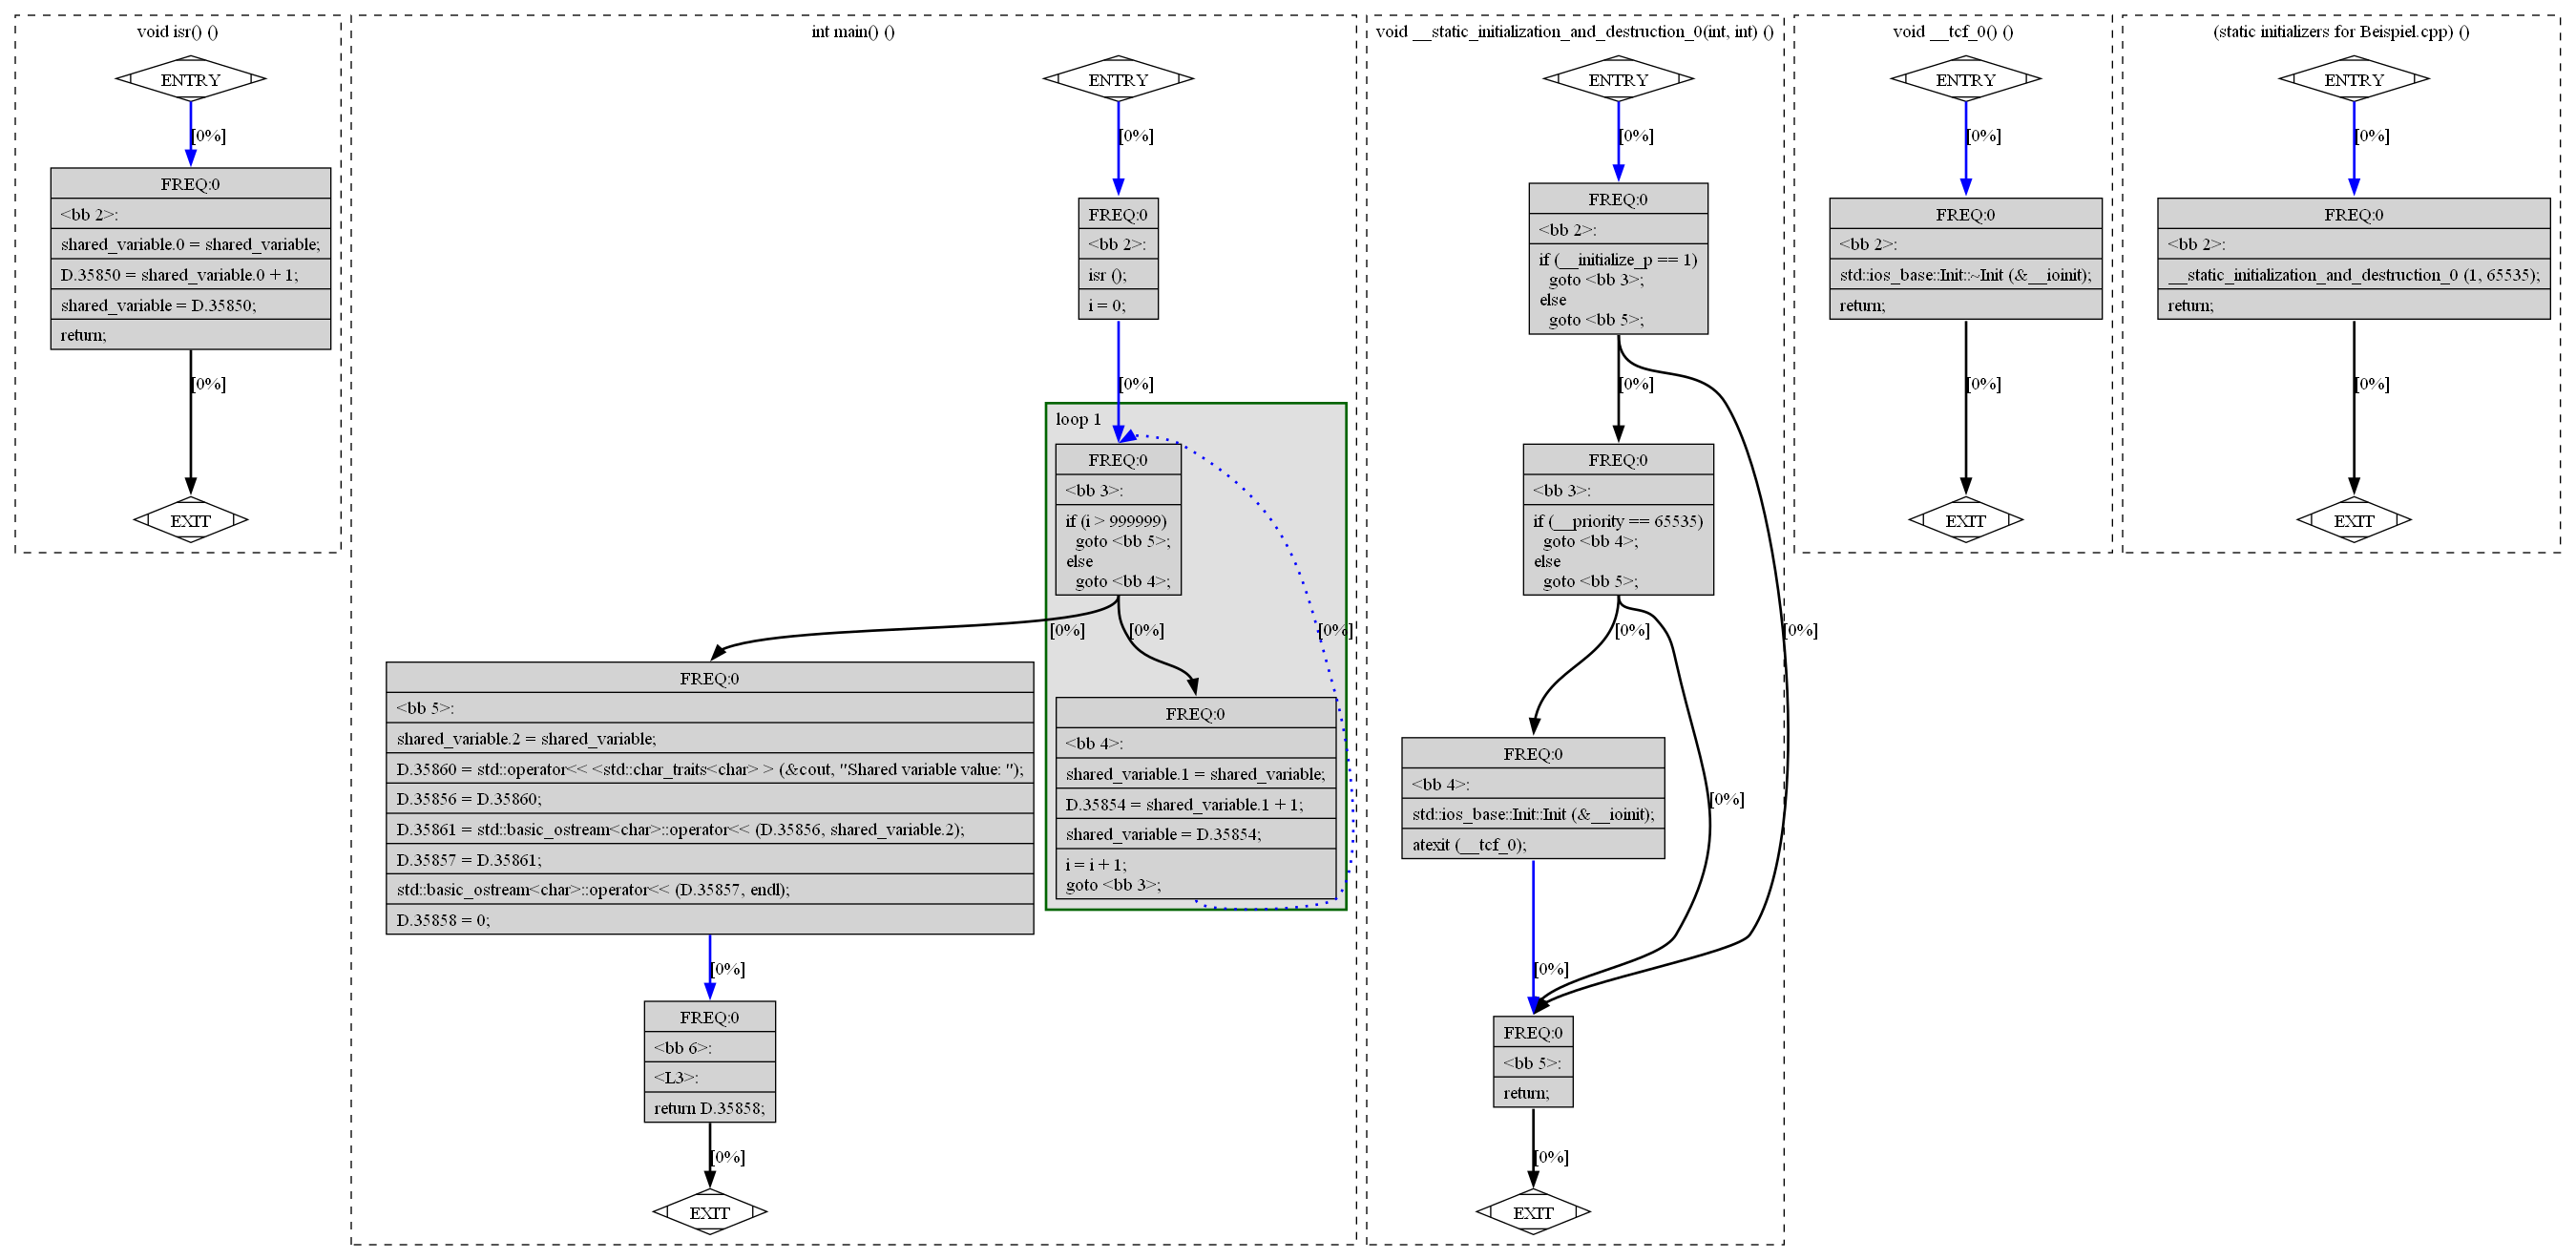 void isr() ()
ENTRY
[0%]
FREQ:0
<bb 2>:
shared_variable.0 = shared_variable;
D.35850 = shared_variable.0 + 1;
shared_variable = D.35850;
return;
[0%]
EXIT
int main() ()
ENTRY
[0%]
FREQ:0
<bb 2>:
isr ();
i = 0;
[0%]
loop 1
FREQ:0
<bb 3>:
if (i > 999999)
goto <bb 5>;
else
goto <bb 4>;
[0%]
[0%]
[0%]
FREQ:0
<bb 5>:
shared_variable.2 = shared_variable;
D.35860 = std::operator<< <std::char_traits<char> > (&cout, "Shared variable value: ");
D.35856 = D.35860;
D.35861 = std::basic_ostream<char>::operator<< (D.35856, shared_variable.2);
D.35857 = D.35861;
std::basic_ostream<char>::operator<< (D.35857, endl);
D.35858 = 0;
FREQ:0
<bb 4>:
shared_variable.1 = shared_variable;
D.35854 = shared_variable.1 + 1;
shared_variable = D.35854;
i = i + 1;
goto <bb 3>;
[0%]
FREQ:0
<bb 6>:
<L3>:
return D.35858;
[0%]
EXIT
void __static_initialization_and_destruction_0(int, int) ()
ENTRY
[0%]
FREQ:0
<bb 2>:
if (__initialize_p == 1)
goto <bb 3>;
else
goto <bb 5>;
[0%]
FREQ:0
<bb 3>:
if (__priority == 65535)
goto <bb 4>;
else
goto <bb 5>;
[0%]
[0%]
FREQ:0
<bb 4>:
std::ios_base::Init::Init (&__ioinit);
atexit (__tcf_0);
[0%]
[0%]
FREQ:0
<bb 5>:
return;
[0%]
EXIT
void __tcf_0() ()
ENTRY
[0%]
FREQ:0
<bb 2>:
std::ios_base::Init::~Init (&__ioinit);
return;
[0%]
EXIT
(static initializers for Beispiel.cpp) ()
ENTRY
[0%]
FREQ:0
<bb 2>:
__static_initialization_and_destruction_0 (1, 65535);
return;
[0%]
EXIT